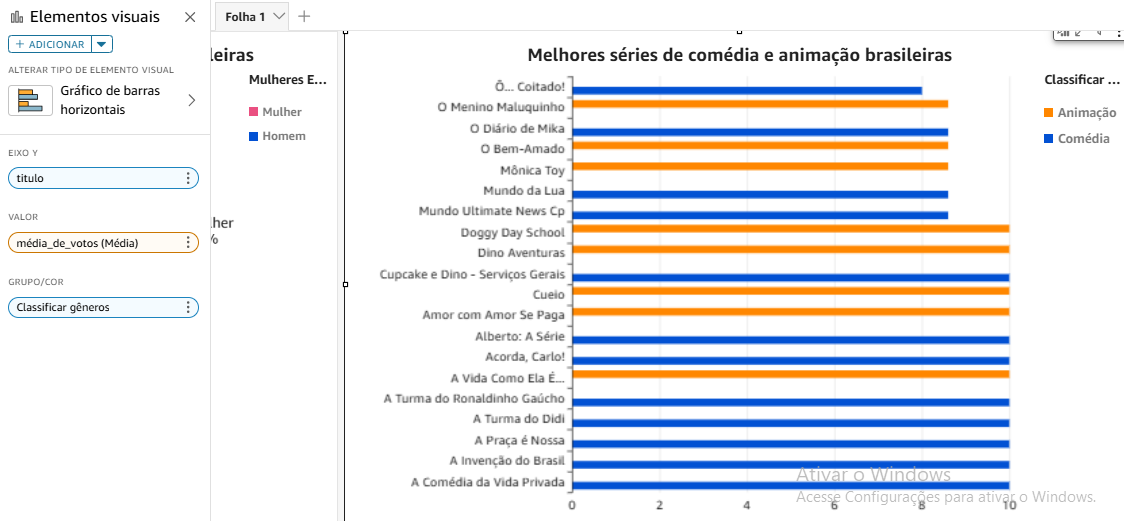 Elementos visuais
ADICIONAR
ALTERAR TIPO DE ELEMENTO VISUAL
Gráfico de barras
horizontais
EIXO Y
titulo
VALOR
média_de_votos (Média)
GRUPO/COR
Classificar gêneros
Folha 1
leiras
Mulheres E...
Mulher
Homem
lher
%
Melhores séries de comédia e animação brasileiras
Ô... Coitado!
O Menino Maluquinho
O Diário de Mika
O Bem-Amado
Mônica Toy
Mundo da Lua
Mundo Ultimate News Cp
Doggy Day School
Dino Aventuras
Cupcake e Dino - Serviços Gerais
Cueio
Amor com Amor Se Paga
Alberto: A Série
Acorda, Carlo!
A Vida Como Ela É...
A Turma do Ronaldinho Gaúcho
A Turma do Didi
A Praça é Nossa
A Invenção do Brasil
A Comédia da Vida Privada
0 2 4 6 8 10
Classificar ...
Animação
Comédia
Ativar o Windows
Acesse Configurações para ativar o Windows.